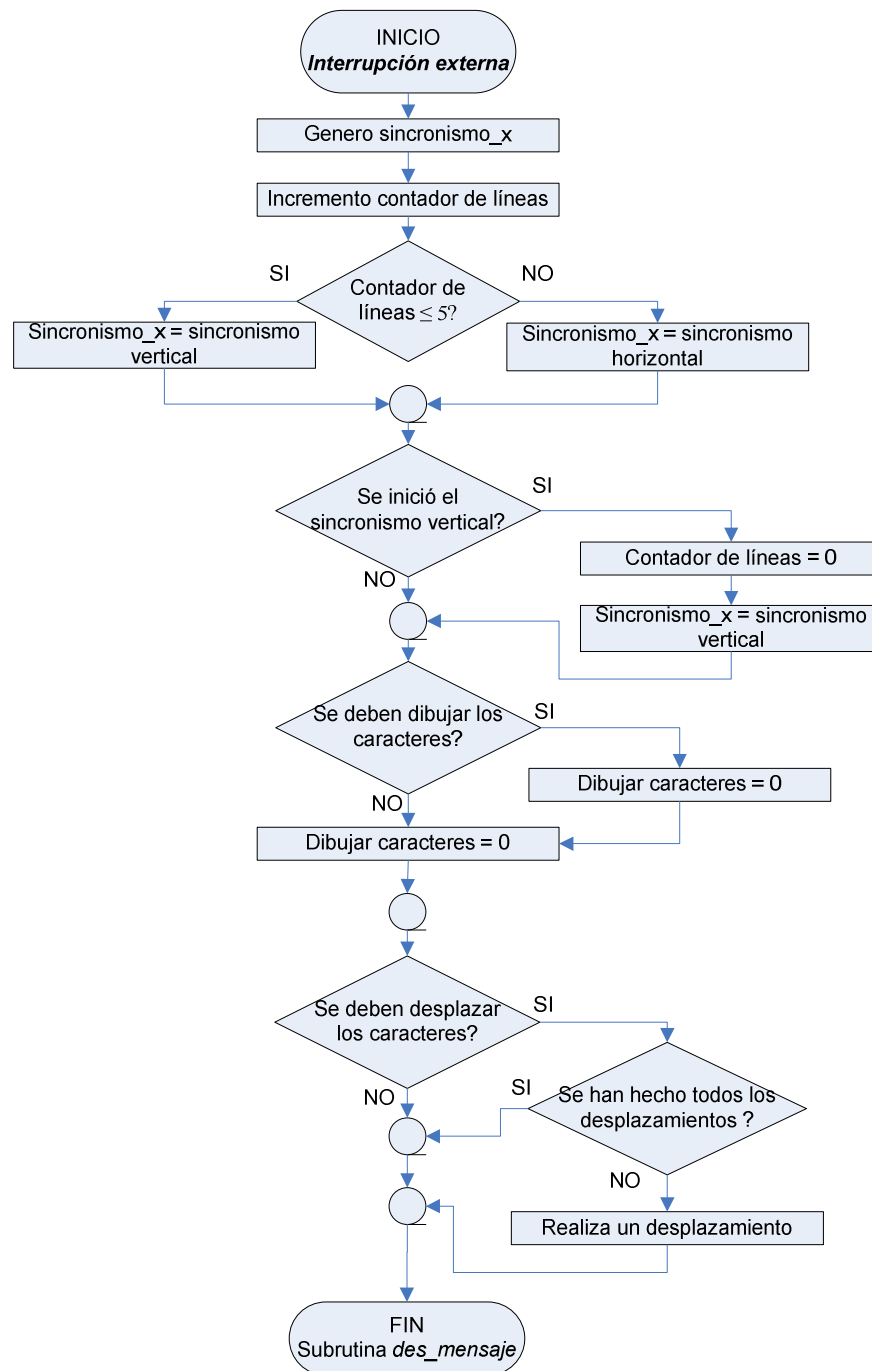 INICIO
Interrupción externa
Genero sincronismo_x
Incremento contador de líneas
SI
NO
Contador de
líneas ≤ 5?
Sincronismo_x = sincronismo
vertical
Sincronismo_x = sincronismo
horizontal
SI
Se inició el
sincronismo vertical?
Contador de líneas = 0
NO
Sincronismo_x = sincronismo
vertical
SI
Se deben dibujar los
caracteres?
Dibujar caracteres = 0
NO
Dibujar caracteres = 0
SI
Se deben desplazar
los caracteres?
SI
Se han hecho todos los
desplazamientos ?
NO
NO
Realiza un desplazamiento
FIN
Subrutina des_mensaje